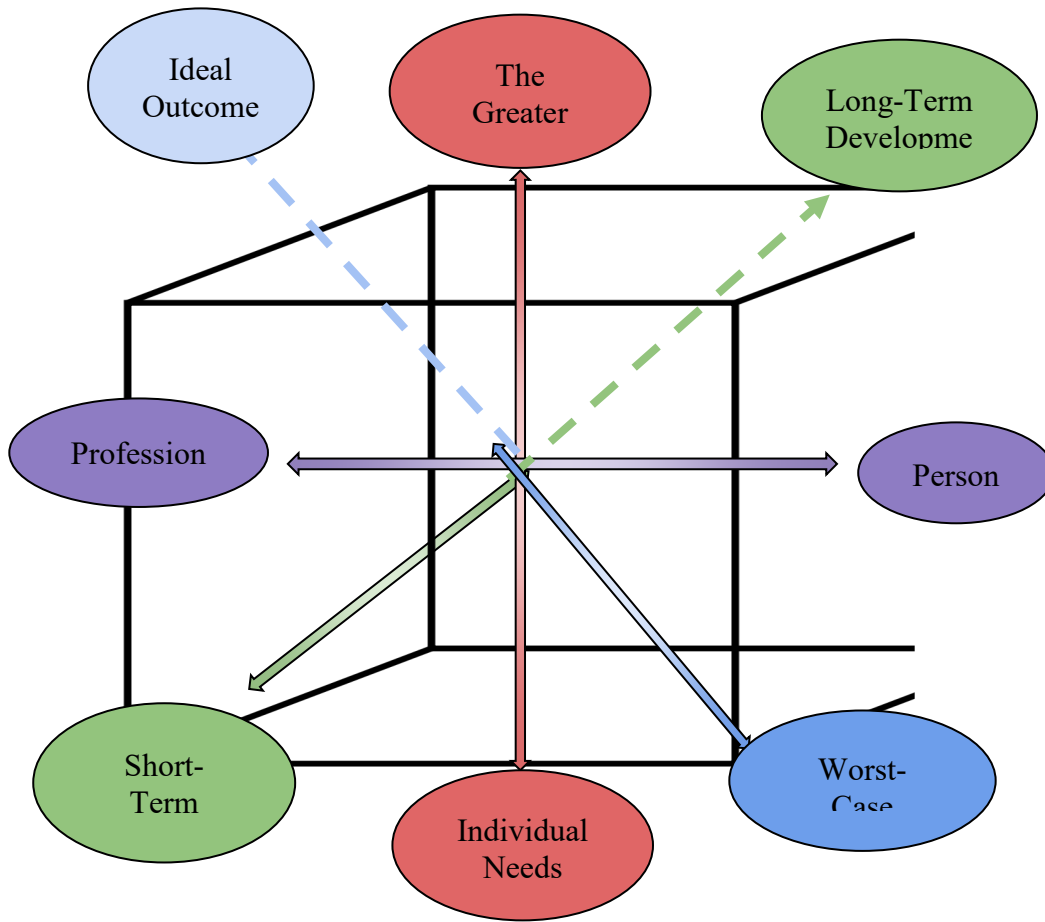 Ideal
Outcome
The
Greater
Long-Term
Developme
Profession
Person
Short-
Term
Individual
Needs
Worst-
Case